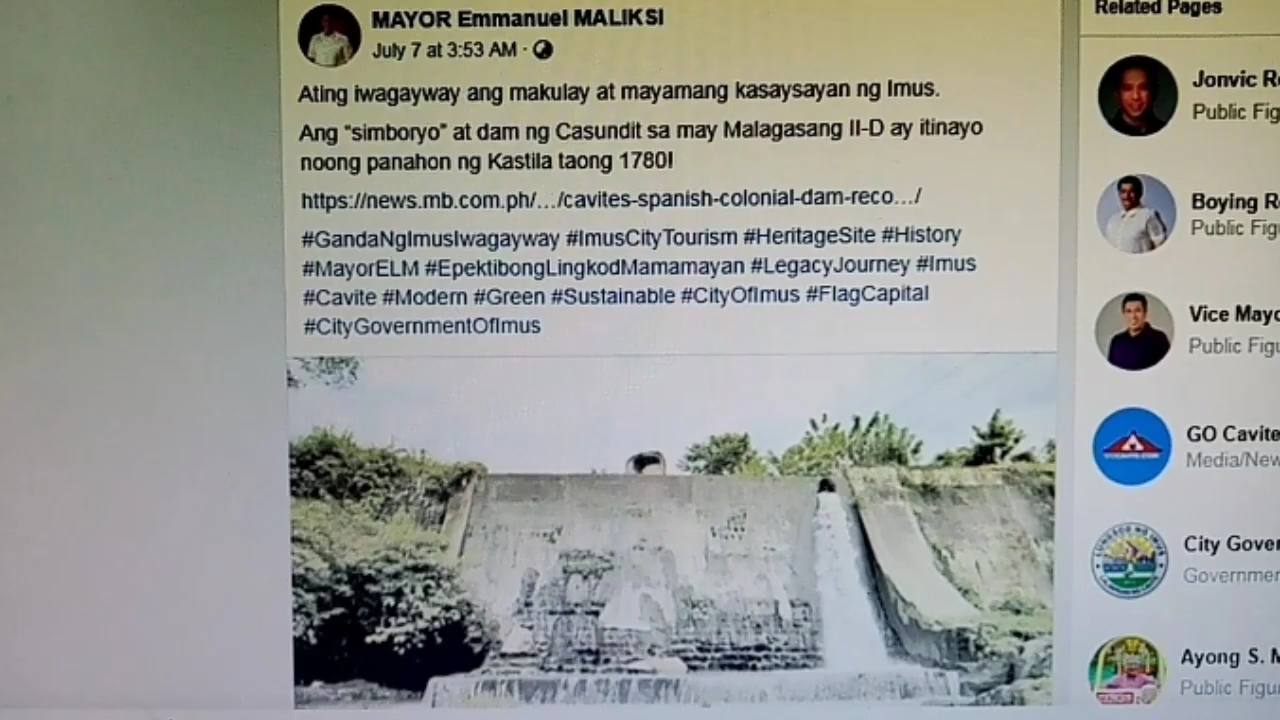 MAYOR Emmanuel MALIKSI
July 7 at 3:53 AM ·
Ating iwagayway ang makulay at mayamang kasaysayan ng Imus.
Ang "simboryo" at dam ng Casundit sa may Malagasang II-D ay itinayo
noong panahon ng Kastila taong 1780!
https://news.mb.com.ph/.../cavites-spanish-colonial-dam-reco.../
#GandaNgImusIwagayway #ImusCityTourism #HeritageSite #History
#MayorELM #EpektibongLingkodMamamayan #LegacyJourney #Imus
#Cavite #Modern #Green #Sustainable #CityOfImus #FlagCapital
#CityGovernmentOfImus
Related Pages
Jonvic R
Public Fig
Boying R
Public Fig
Vice Mayo
Public Figu
GO Cavite
Media/New
City Gover
Governmer
Ayong S. M
Public Figur